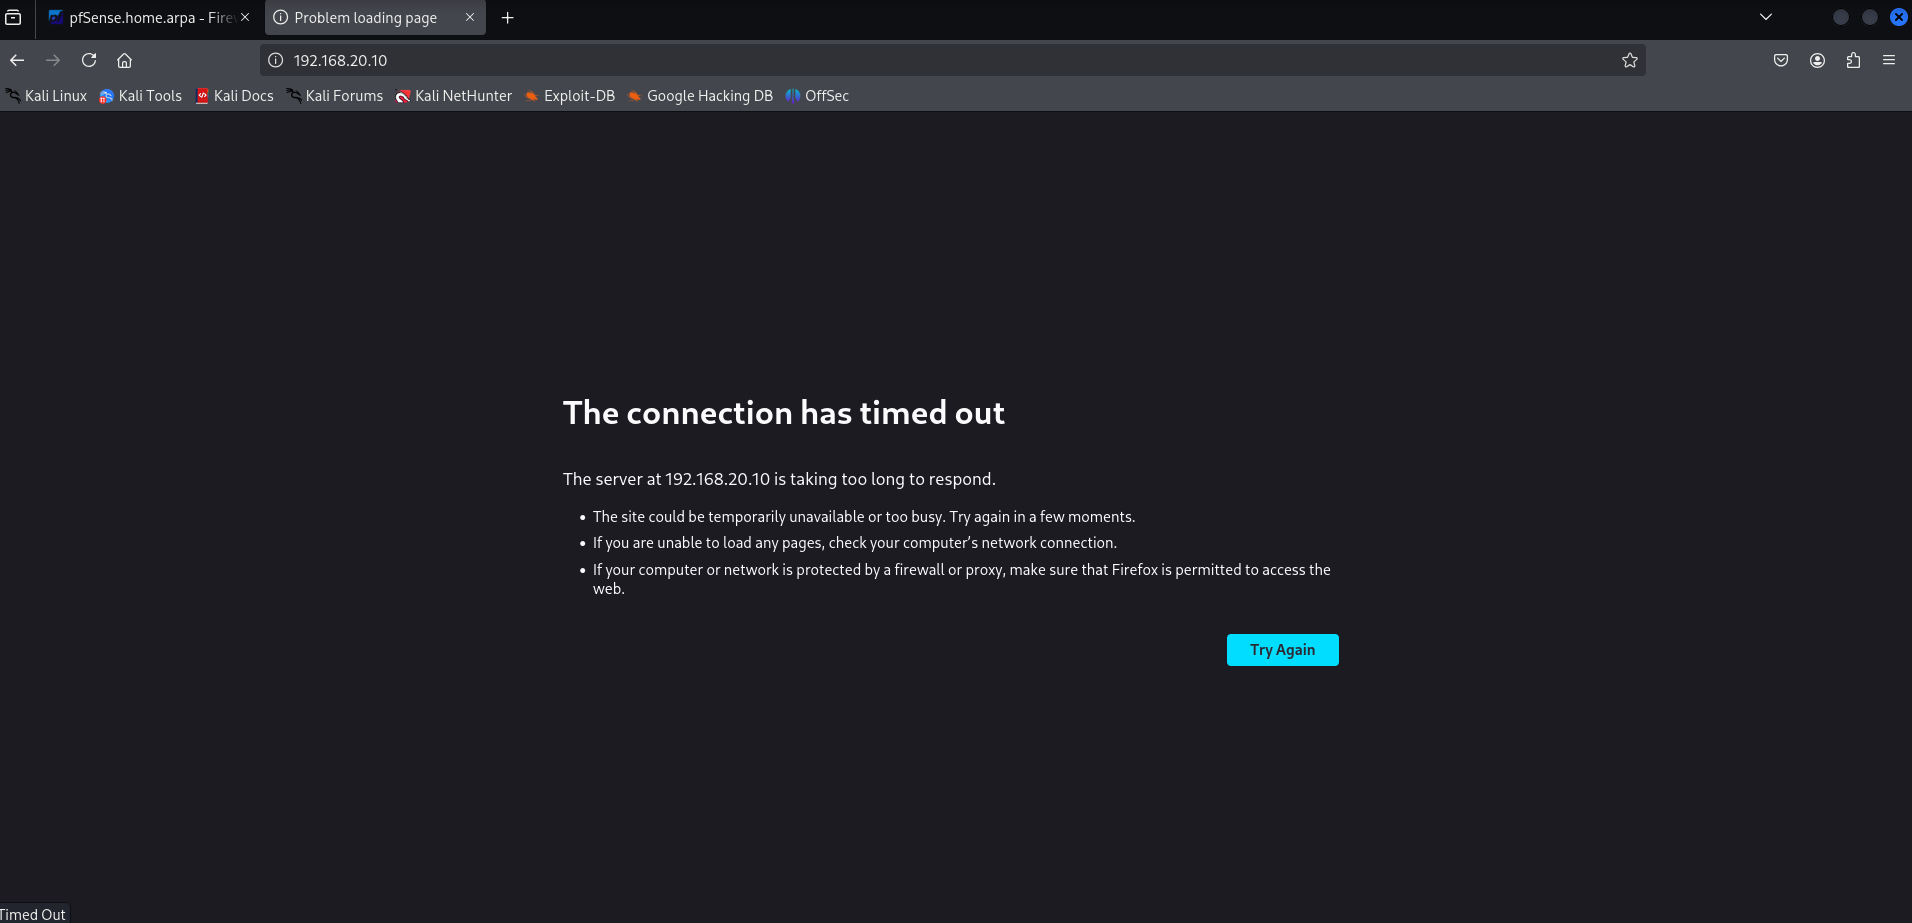 pfSense.home.arpa - Fire
Problem loading page
192.168.20.10
Kali Linux
Kali Tools
Kali Docs
Kali Forums
Kali NetHunter
Exploit-DB
Google Hacking DB
OffSec
The connection has timed out
The server at 192.168.20.10 is taking too long to respond.
The site could be temporarily unavailable or too busy. Try again in a few moments.
If you are unable to load any pages, check your computer’s network connection.
If your computer or network is protected by a firewall or proxy, make sure that Firefox is permitted to access the
web.
Try Again
Timed Out